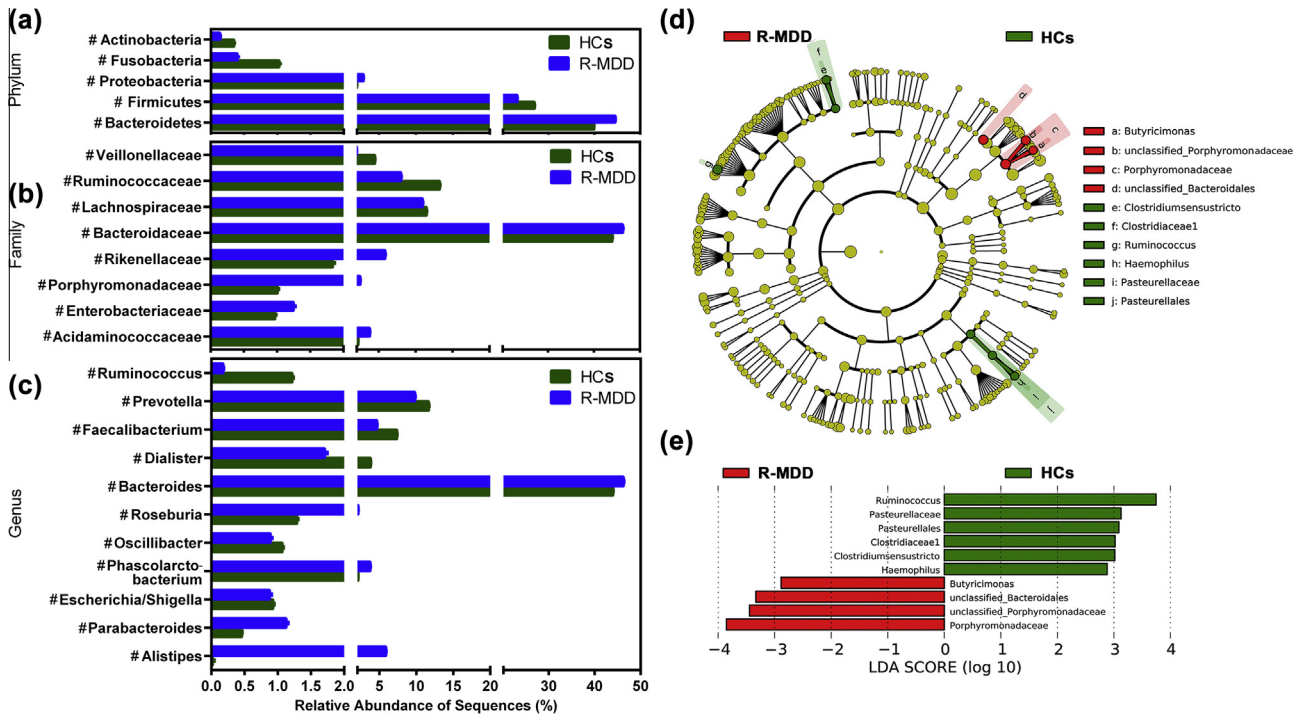 (a)
Phylum
# Actinobacteria
# Fusobacteria
# Proteobacteria
# Firmicutes
# Bacteroidetes
HCs
R-MDD
(b)
Family
#Veillonellaceae
#Ruminococcaceae
#Lachnospiraceae
# Bacteroidaceae
#Rikenellaceae
#Porphyromonadaceae
#Enterobacteriaceae
#Acidaminococcaceae
HCs
R-MDD
(c)
Genus
#Ruminococcus
#Prevotella
#Faecalibacterium
# Dialister
#Bacteroides
#Roseburia
#Oscillibacter
#Phascolarcto-
bacterium
#Escherichia/Shigella
#Parabacteroides
#Alistipes
HCs
R-MDD
0.0 0.5 1.0 1.5 2.0 5 10 15 20 30 40 50
Relative Abundance of Sequences (%)
(d)
R-MDD
HCs
f
e
g
d
c
b
a
h
i
j
a: Butyricimonas
b: unclassified_Porphyromonadaceae
c: Porphyromonadaceae
d: unclassified_Bacteroidales
e: Clostridiumsensustricto
f: Clostridiaceae1
g: Ruminococcus
h: Haemophilus
i: Pasteurellaceae
j: Pasteurellales
(e)
R-MDD
HCs
Ruminococcus
Pasteurellaceae
Pasteurellales
Clostridiaceae1
Clostridiumsensustricto
Haemophilus
Butyricimonas
unclassified_Bacteroidales
unclassified_Porphyromonadaceae
Porphyromonadaceae
−4 −3 −2 −1 0 1 2 3 4
LDA SCORE (log 10)